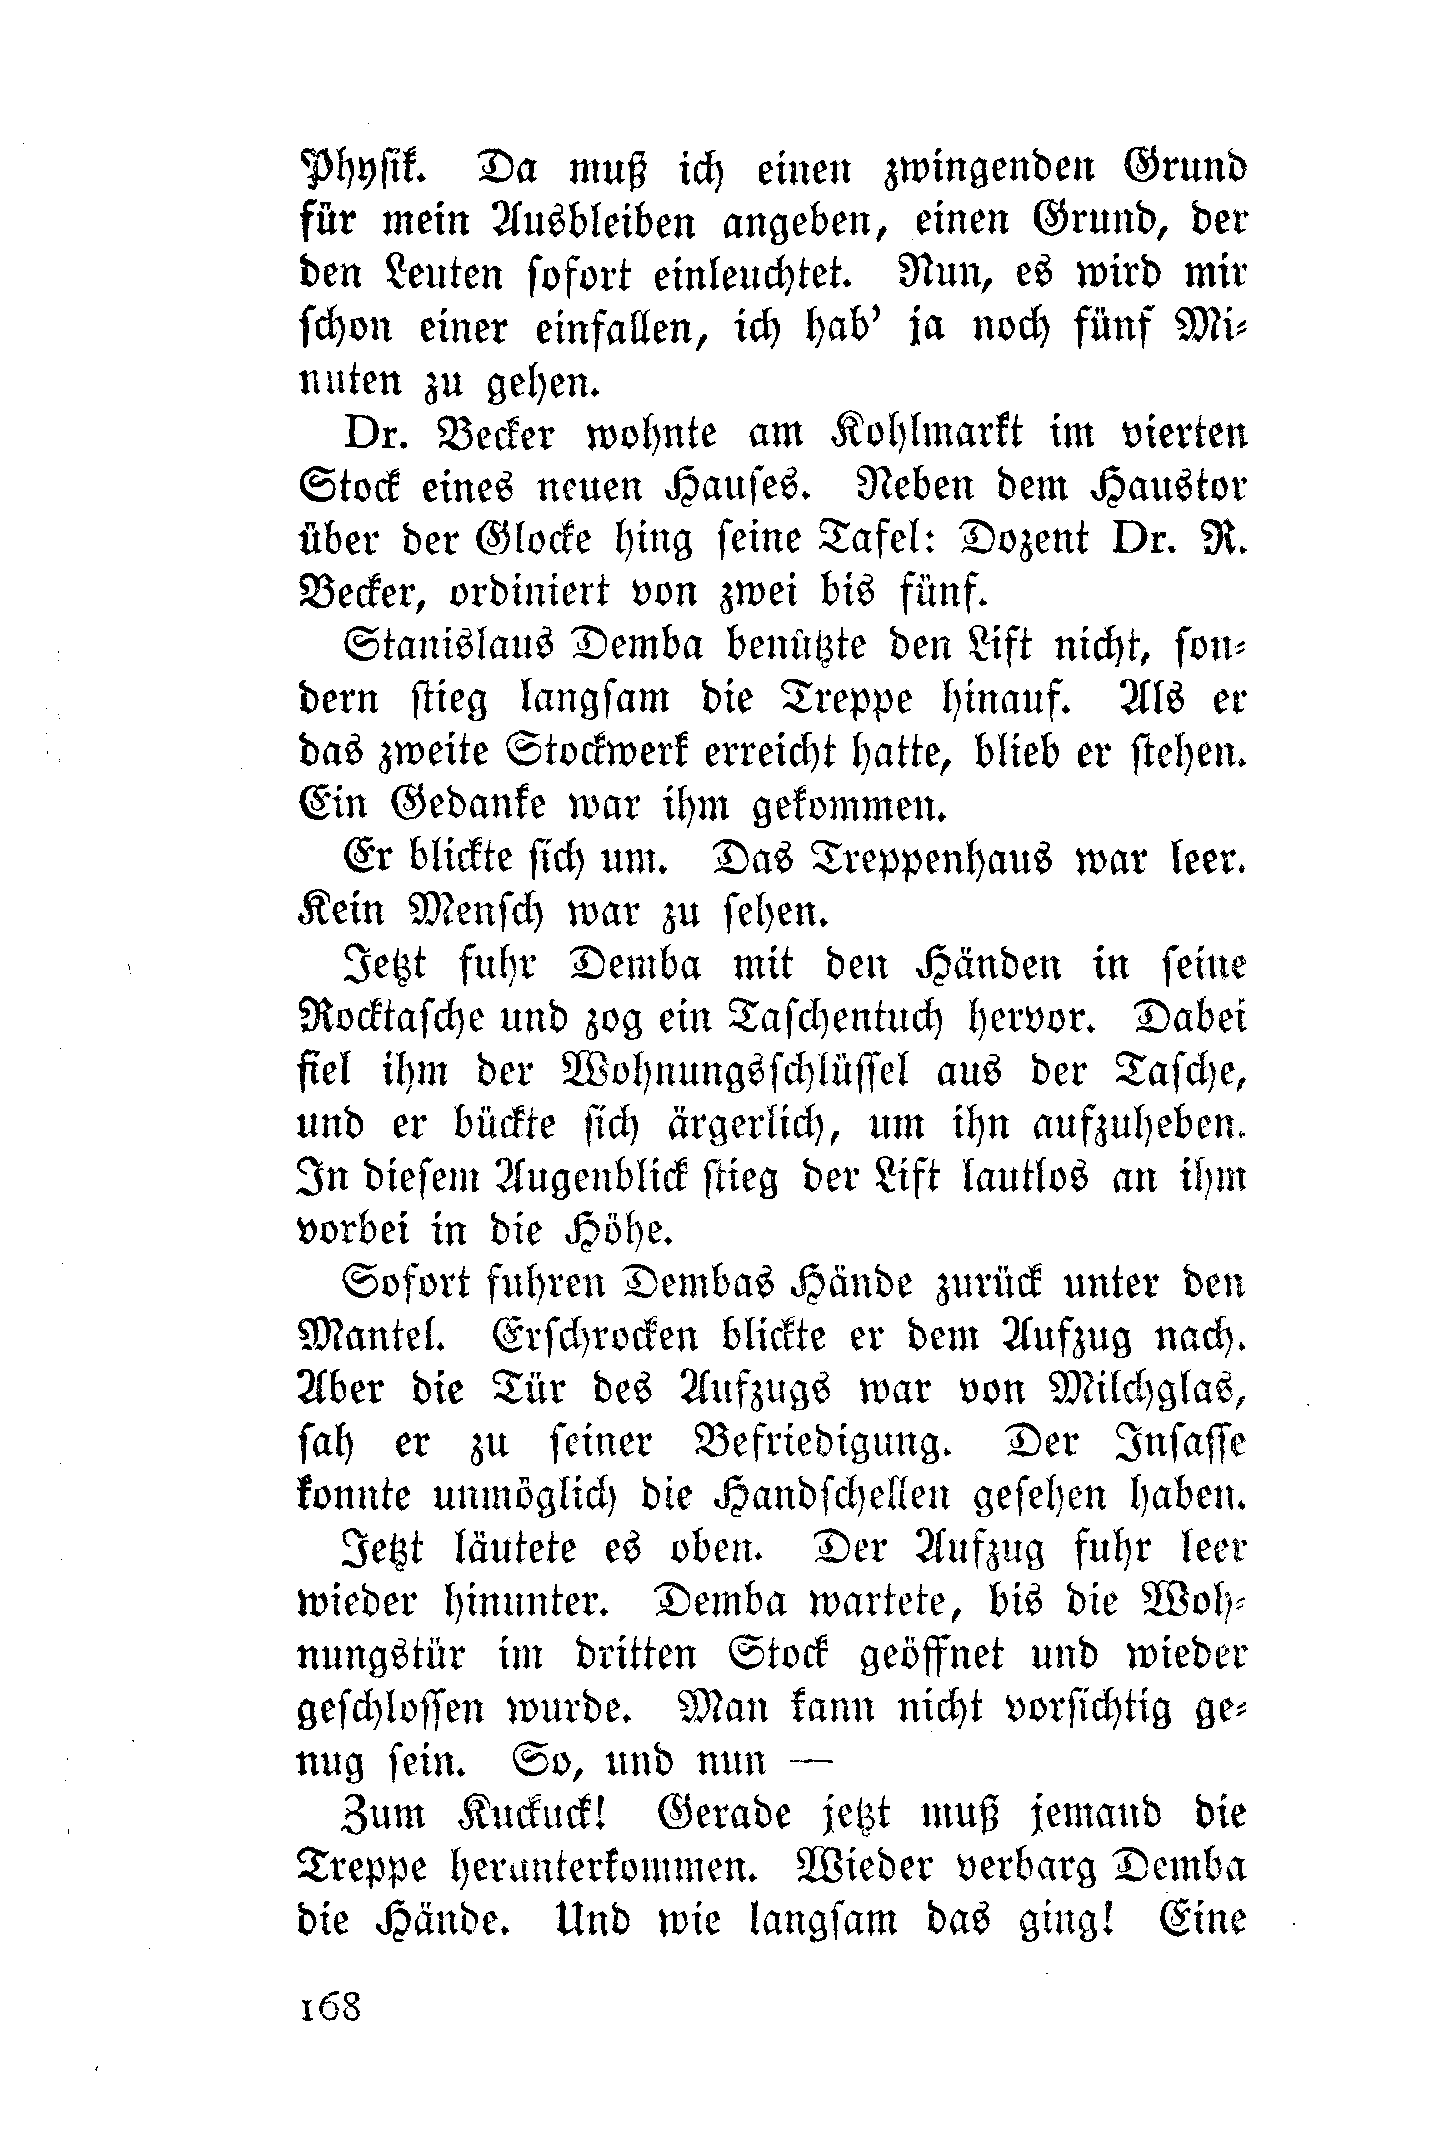 Physik. Da muß ich einen zwingenden Grund
für mein Ausbleiben angeben, einen Grund, der
den Leuten sofort einleuchtet. Nun, es wird mir
schon einer einfallen, ich hab' ja noch fünf Mi-
nuten zu gehen.
Dr. Becker wohnte am Kohlmarkt im vierten
Stock eines neuen Hauses. Neben dem Haustor
über der Glocke hing seine Tafel: Dozent Dr. R.
Becker, ordiniert von zwei bis fünf.
Stanislaus Demba benützte den Lift nicht, son-
dern stieg langsam die Treppe hinauf. Als er
das zweite Stockwerk erreicht hatte, blieb er stehen.
Ein Gedanke war ihm gekommen.
Er blickte sich um. Das Treppenhaus war leer.
Kein Mensch war zu sehen.
Jetzt fuhr Demba mit den Händen in seine
Rocktasche und zog ein Taschentuch hervor. Dabei
fiel ihm der Wohnungsschlüssel aus der Tasche,
und er bückte sich ärgerlich, um ihn aufzuheben.
In diesem Augenblick stieg der Lift lautlos an ihm
vorbei in die Höhe.
Sofort fuhren Dembas Hände zurück unter den
Mantel. Erschrocken blickte er dem Aufzug nach.
Aber die Tür des Aufzugs war von Milchglas,
sah er zu seiner Befriedigung. Der Insasse
konnte unmöglich die Handschellen gesehen haben.
Jetzt läutete es oben. Der Aufzug fuhr leer
wieder hinunter. Demba wartete, bis die Woh-
nungstür im dritten Stock geöffnet und wieder
geschlossen wurde. Man kann nicht vorsichtig ge-
nug sein. So, und nun —
Zum Kuckuck! Gerade jetzt muß jemand die
Treppe herunterkommen. Wieder verbarg Demba
die Hände. Und wie langsam das ging! Eine
168